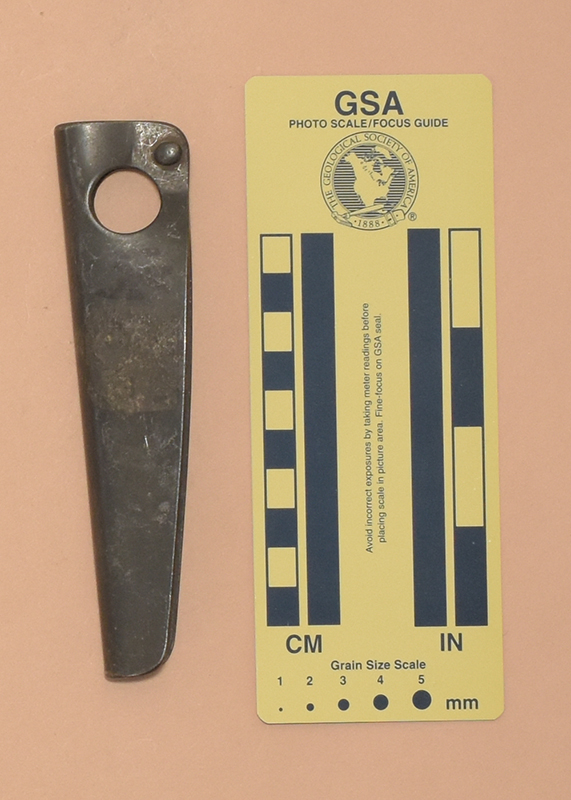 GSA
PHOTO SCALE/FOCUS GUIDE
THE GEOLOGICAL SOCIETY OF AMERICA
·1888·
®
Avoid incorrect exposures by taking meter readings before
placing scale in picture area. Fine-focus on GSA seal.
CM
IN
Grain Size Scale
1 2 3 4 5
mm